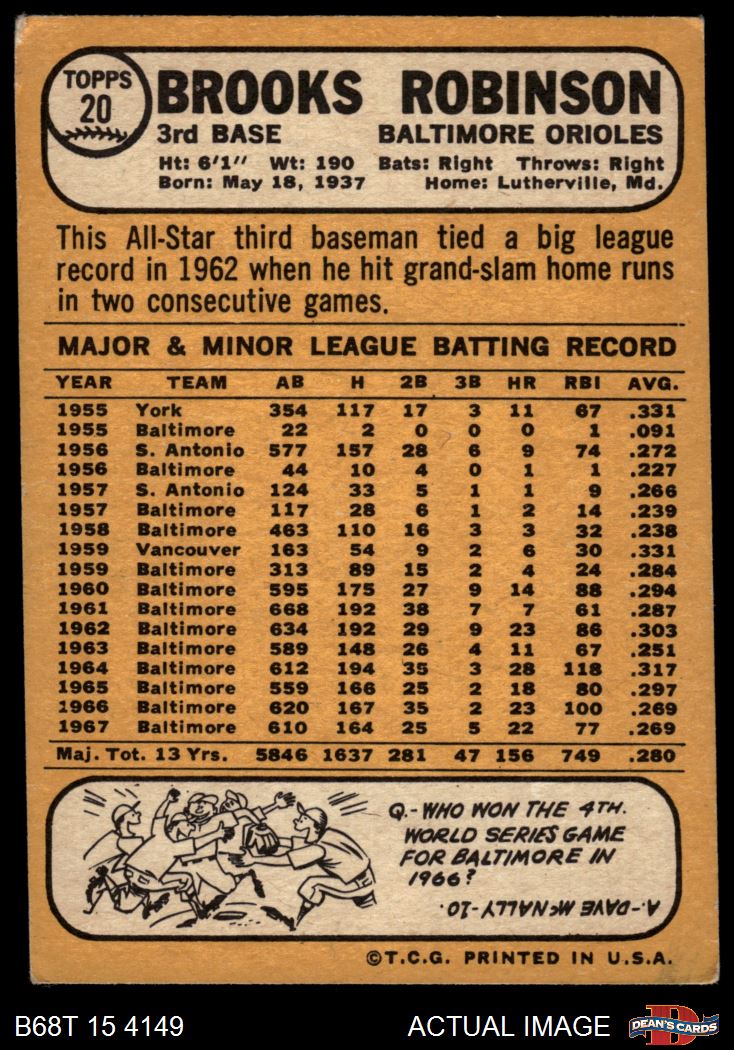 TOPPS
20
BROOKS ROBINSON
3rd BASE BALTIMORE ORIOLES
Ht: 6'1" Wt: 190 Bats: Right Throws: Right
Born: May 18, 1937 Home: Lutherville, Md.
This All-Star third baseman tied a big league
record in 1962 when he hit grand-slam home runs
in two consecutive games.
MAJOR & MINOR LEAGUE BATTING RECORD
YEAR TEAM AB H 2B 3B HR RBI AVG.
1955 York 354 117 17 3 11 67 .331
1955 Baltimore 22 2 0 0 0 1 .091
1956 S. Antonio 577 157 28 6 9 74 .272
1956 Baltimore 44 10 4 0 1 1 .227
1957 S. Antonio 124 33 5 1 1 9 .266
1957 Baltimore 117 28 6 1 2 14 .239
1958 Baltimore 463 110 16 3 3 32 .238
1959 Vancouver 163 54 9 2 6 30 .331
1959 Baltimore 313 89 15 2 4 24 .284
1960 Baltimore 595 175 27 9 14 88 .294
1961 Baltimore 668 192 38 7 7 61 .287
1962 Baltimore 634 192 29 9 23 86 .303
1963 Baltimore 589 148 26 4 11 67 .251
1964 Baltimore 612 194 35 3 28 118 .317
1965 Baltimore 559 166 25 2 18 80 .297
1966 Baltimore 620 167 35 2 23 100 .269
1967 Baltimore 610 164 25 5 22 77 .269
Maj. Tot. 13 Yrs. 5846 1637 281 47 156 749 .280
Q.- WHO WON THE 4TH.
WORLD SERIES GAME
FOR BALTIMORE IN
1966?
A.- DAVE McNALLY-10.
©T.C.G. PRINTED IN U.S.A.
B68T 15 4149 ACTUAL IMAGE DEAN'S CARDS